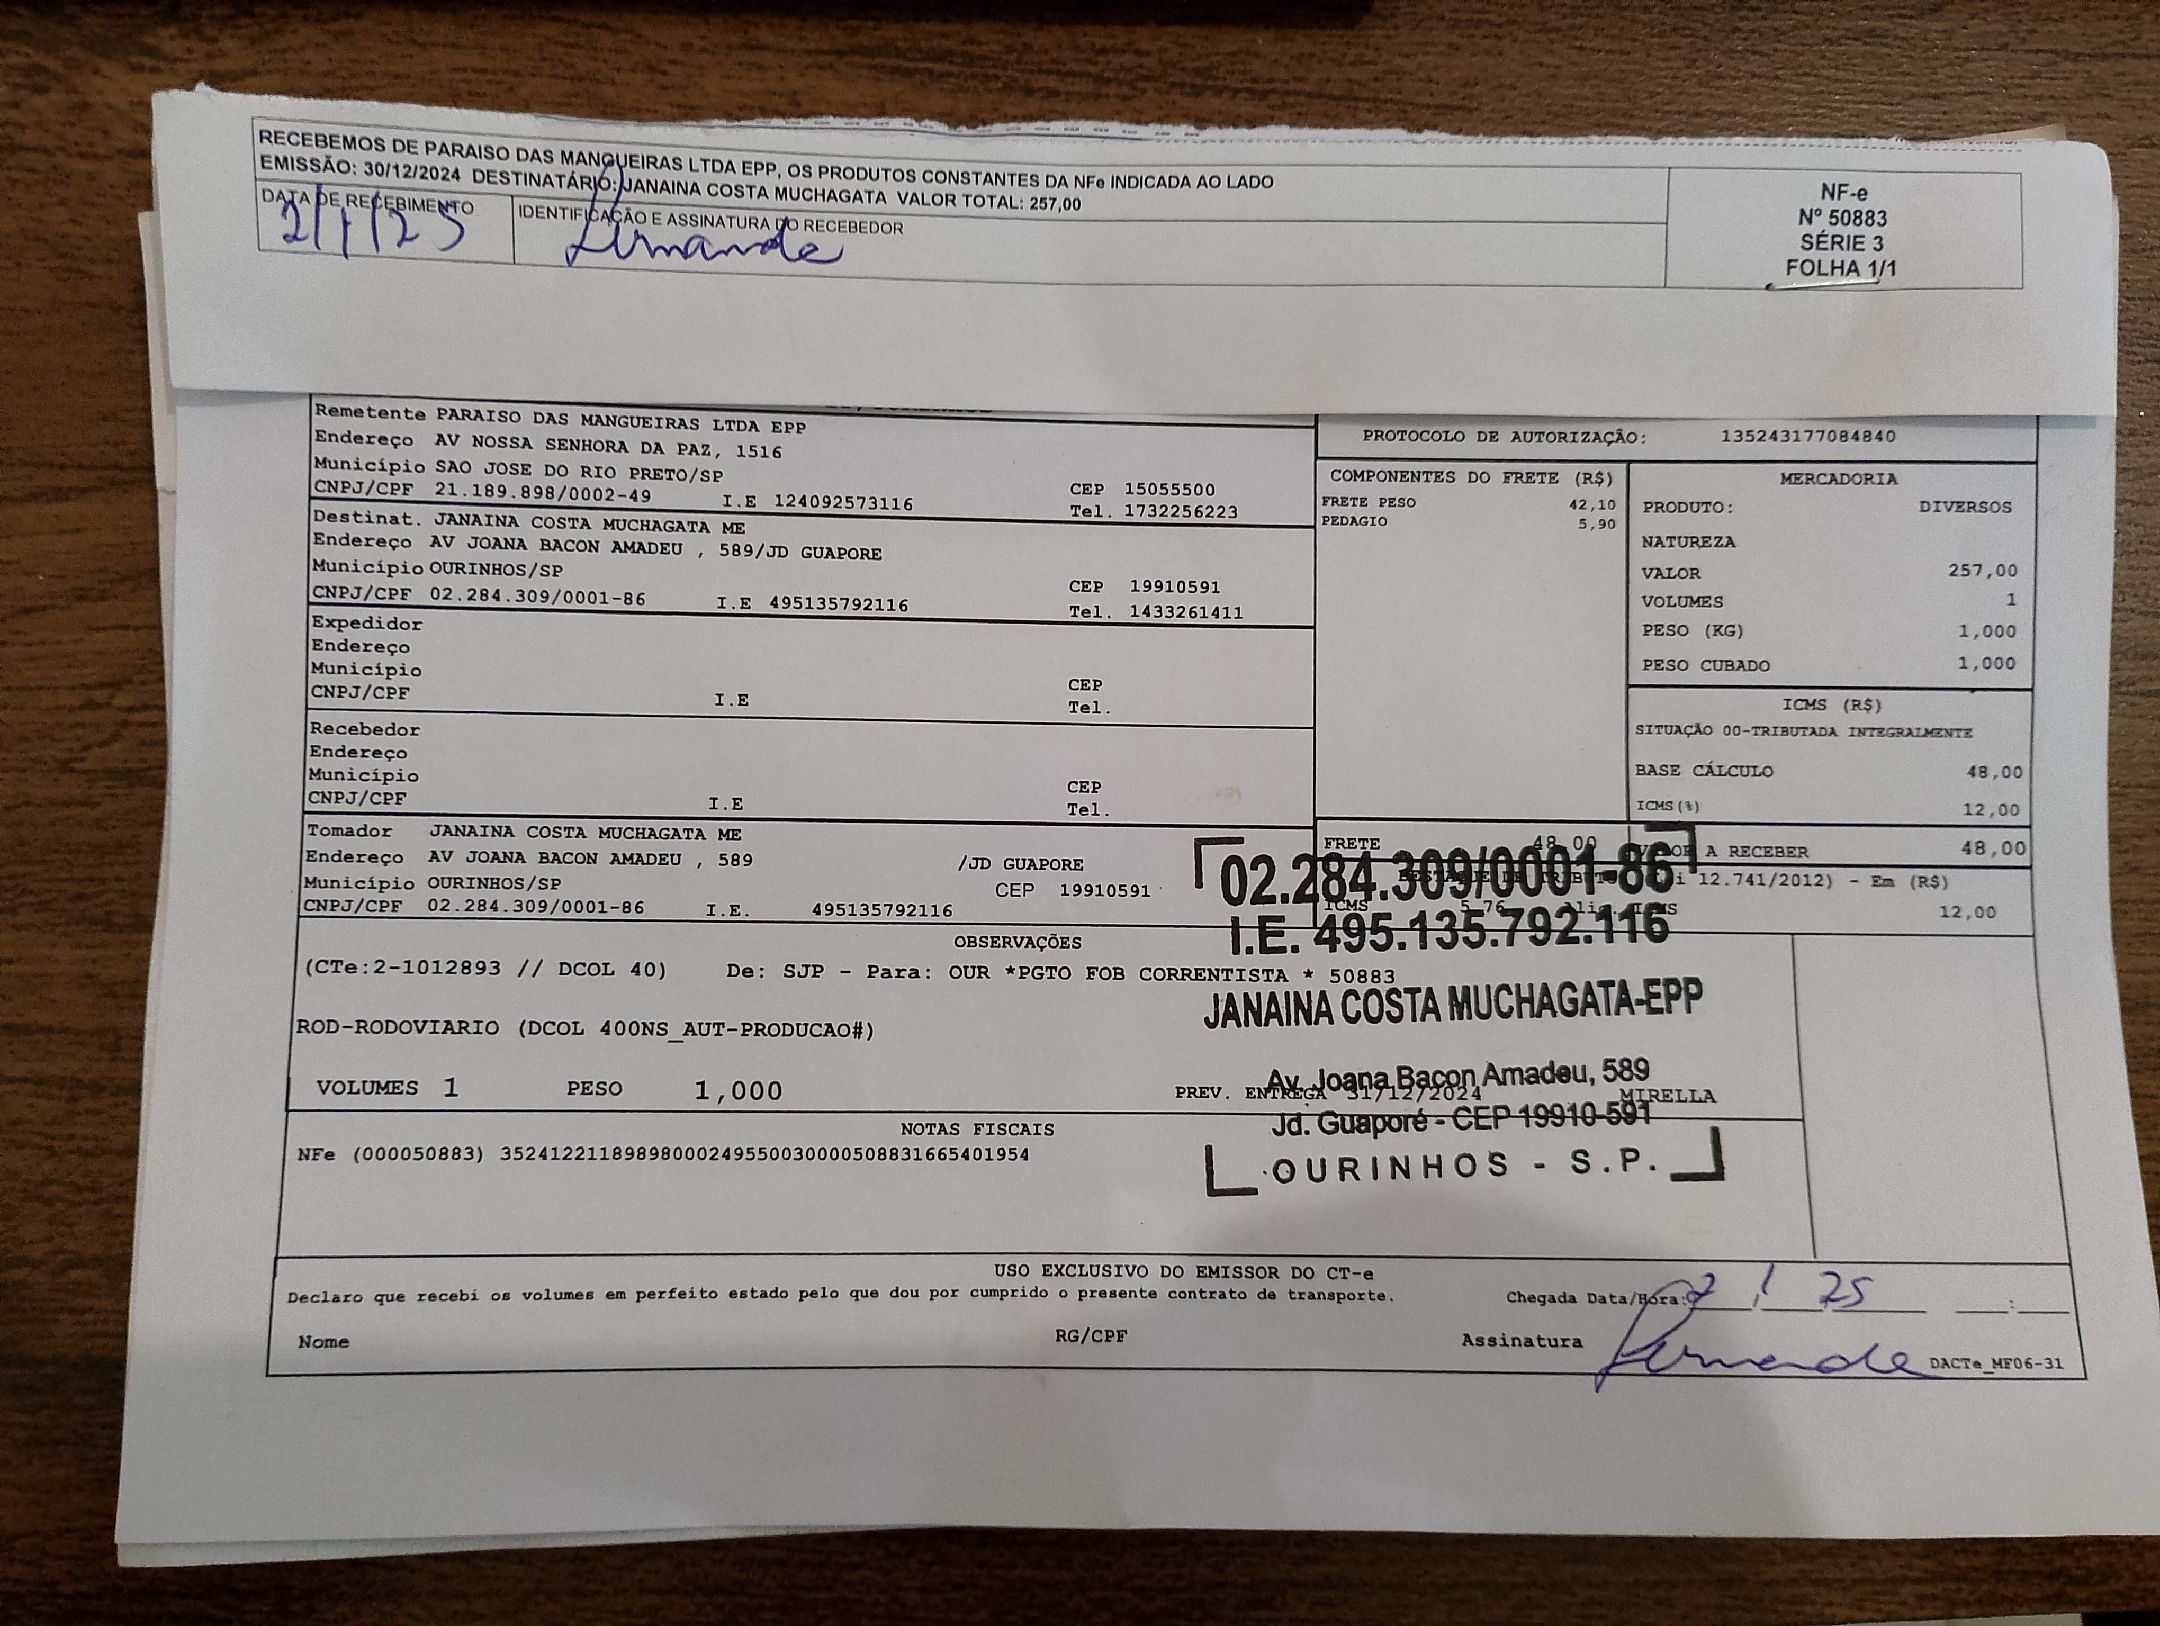 RECEBEMOS DE PARAISO DAS MANGUEIRAS LTDA EPP, OS PRODUTOS CONSTANTES DA NFe INDICADA AO LADO
EMISSÃO: 30/12/2024 DESTINATÁRIO: JANAINA COSTA MUCHAGATA VALOR TOTAL: 257,00
DATA DE RECEBIMENTO
2/1/25
IDENTIFICAÇÃO E ASSINATURA DO RECEBEDOR
NF-e
Nº 50883
SÉRIE 3
FOLHA 1/1
Remetente PARAISO DAS MANGUEIRAS LTDA EPP
Endereço AV NOSSA SENHORA DA PAZ, 1516
Município SAO JOSE DO RIO PRETO/SP
CNPJ/CPF 21.189.898/0002-49 I.E 124092573116
CEP 15055500
Tel. 1732256223
Destinat. JANAINA COSTA MUCHAGATA ME
Endereço AV JOANA BACON AMADEU , 589/JD GUAPORE
Município OURINHOS/SP
CNPJ/CPF 02.284.309/0001-86 I.E 495135792116
CEP 19910591
Tel. 1433261411
Expedidor
Endereço
Município
CNPJ/CPF I.E
CEP
Tel.
Recebedor
Endereço
Município
CNPJ/CPF I.E
CEP
Tel.
Tomador JANAINA COSTA MUCHAGATA ME
Endereço AV JOANA BACON AMADEU , 589 /JD GUAPORE
Município OURINHOS/SP CEP 19910591
CNPJ/CPF 02.284.309/0001-86 I.E. 495135792116
PROTOCOLO DE AUTORIZAÇÃO: 135243177084840
COMPONENTES DO FRETE (R$)
FRETE PESO 42,10
PEDAGIO 5,90
MERCADORIA
PRODUTO: DIVERSOS
NATUREZA
VALOR 257,00
VOLUMES 1
PESO (KG) 1,000
PESO CUBADO 1,000
ICMS (R$)
SITUAÇÃO 00-TRIBUTADA INTEGRALMENTE
BASE CÁLCULO 48,00
ICMS(%) 12,00
FRETE 48,00
A RECEBER 48,00
12.741/2012) - Em (R$)
ICMS 5,76
12,00
02.284.309/0001-86
I.E. 495.135.792.116
JANAINA COSTA MUCHAGATA-EPP
Av. Joana Bacon Amadeu, 589
Jd. Guaporé - CEP 19910-591
OURINHOS - S.P.
OBSERVAÇÕES
(CTe:2-1012893 // DCOL 40) De: SJP - Para: OUR *PGTO FOB CORRENTISTA * 50883
ROD-RODOVIARIO (DCOL 400NS_AUT-PRODUCAO#)
VOLUMES 1 PESO 1,000 PREV. ENTREGA 31/12/2024 MIRELLA
NOTAS FISCAIS
NFe (000050883) 35241221189898000249550030000508831665401954
USO EXCLUSIVO DO EMISSOR DO CT-e
Declaro que recebi os volumes em perfeito estado pelo que dou por cumprido o presente contrato de transporte.
Chegada Data/Hora: 2 / 25
Nome RG/CPF Assinatura
DACTe_MF06-31